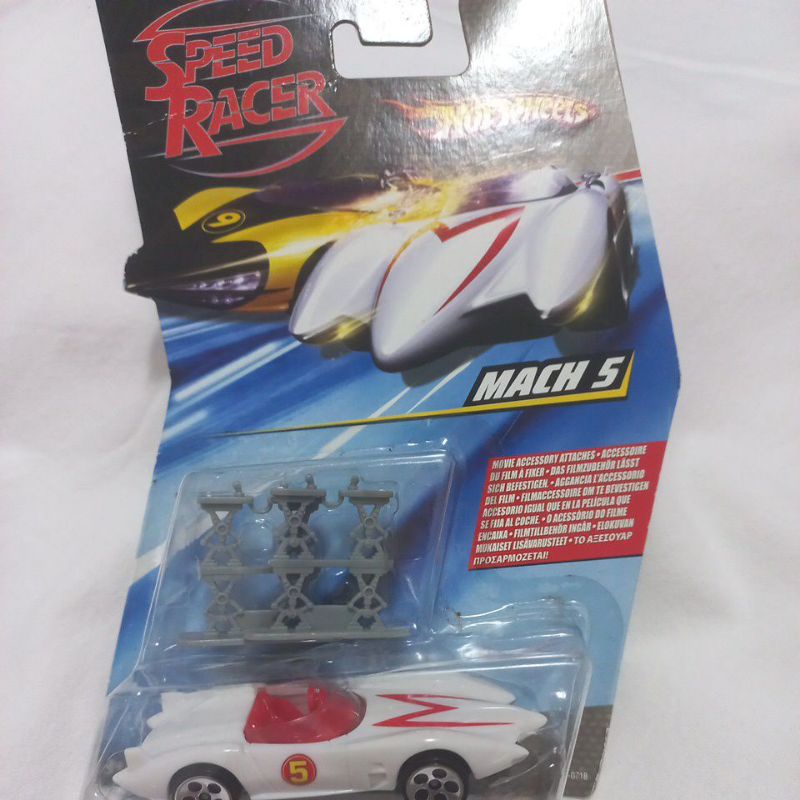 SPEED
RACER
HOT WHEELS
9
MACH 5
MOVIE ACCESSORY ATTACHES • ACCESSOIRE
DU FILM À FIXER • DAS FILMZUBEHÖR LÄSST
SICH BEFESTIGEN. • AGGANCIA L'ACCESSORIO
DEL FILM • FILMACCESSOIRE OM TE BEVESTIGEN
ACCESORIO IGUAL QUE EN LA PELÍCULA QUE
SE FIJA AL COCHE. • O ACESSÓRIO DO FILME
ENCAIXA • FILMTILLBEHÖR INGÅR • ELOKUVAN
MUKAISET LISÄVARUSTEET • ΤΟ ΑΞΕΣΟΥΑΡ
ΠΡΟΣΑΡΜΟΖΕΤΑΙ!
M
5